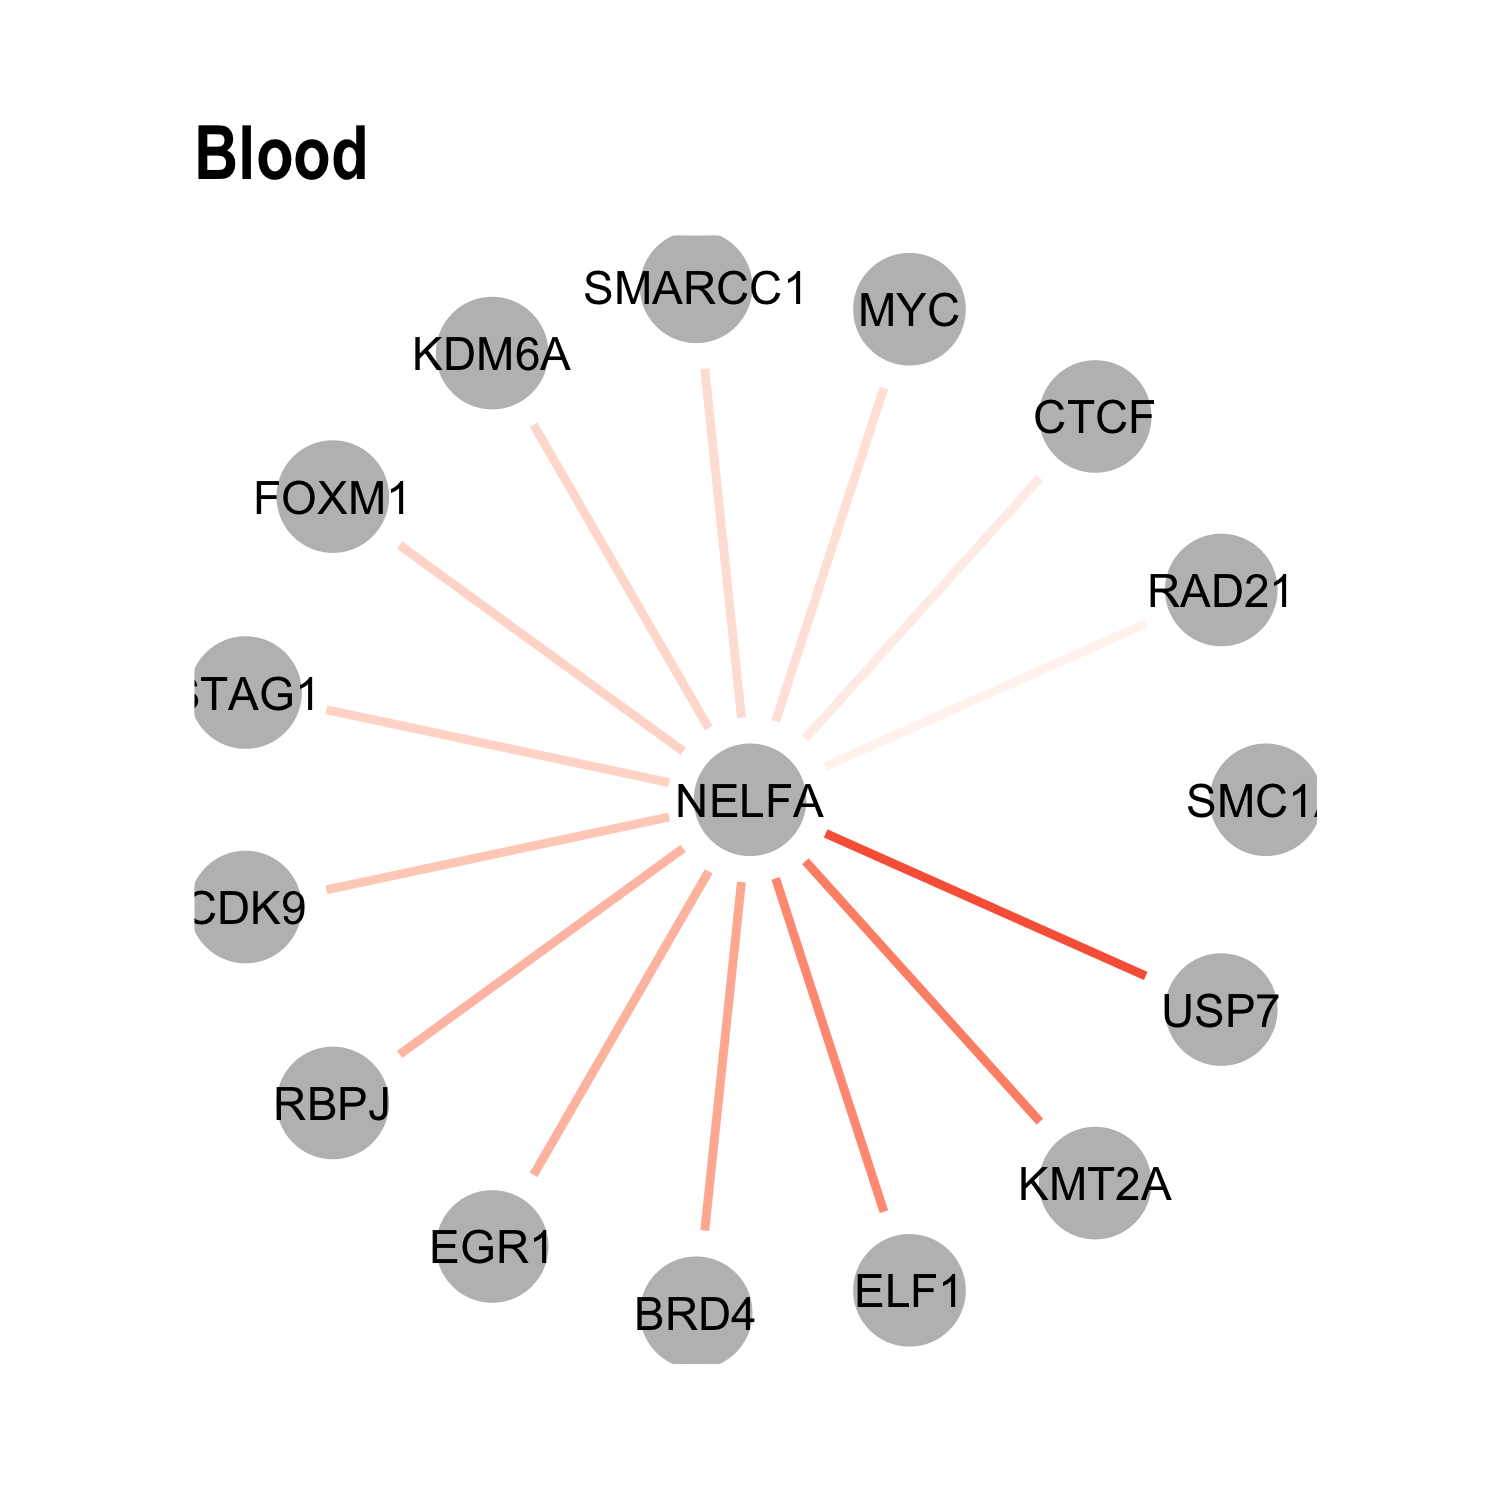 Blood
SMARCC1
MYC
KDM6A
CTCF
FOXM1
RAD21
STAG1
NELFA
SMC1A
CDK9
USP7
RBPJ
KMT2A
EGR1
ELF1
BRD4